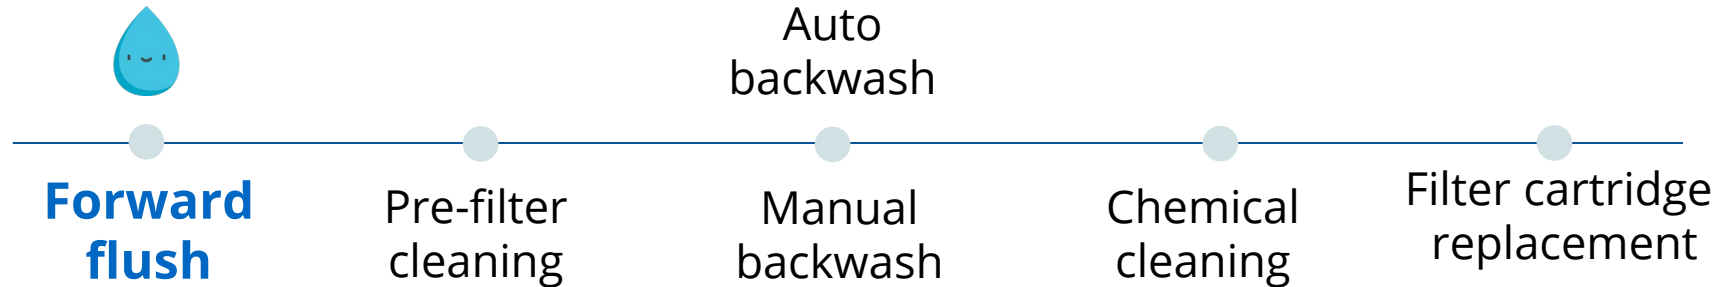 Auto
backwash
Forward
flush
Pre-filter
cleaning
Manual
backwash
Chemical
cleaning
Filter cartridge
replacement